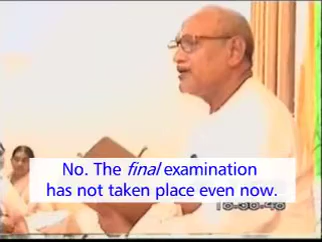 No. The final examination
has not taken place even now.